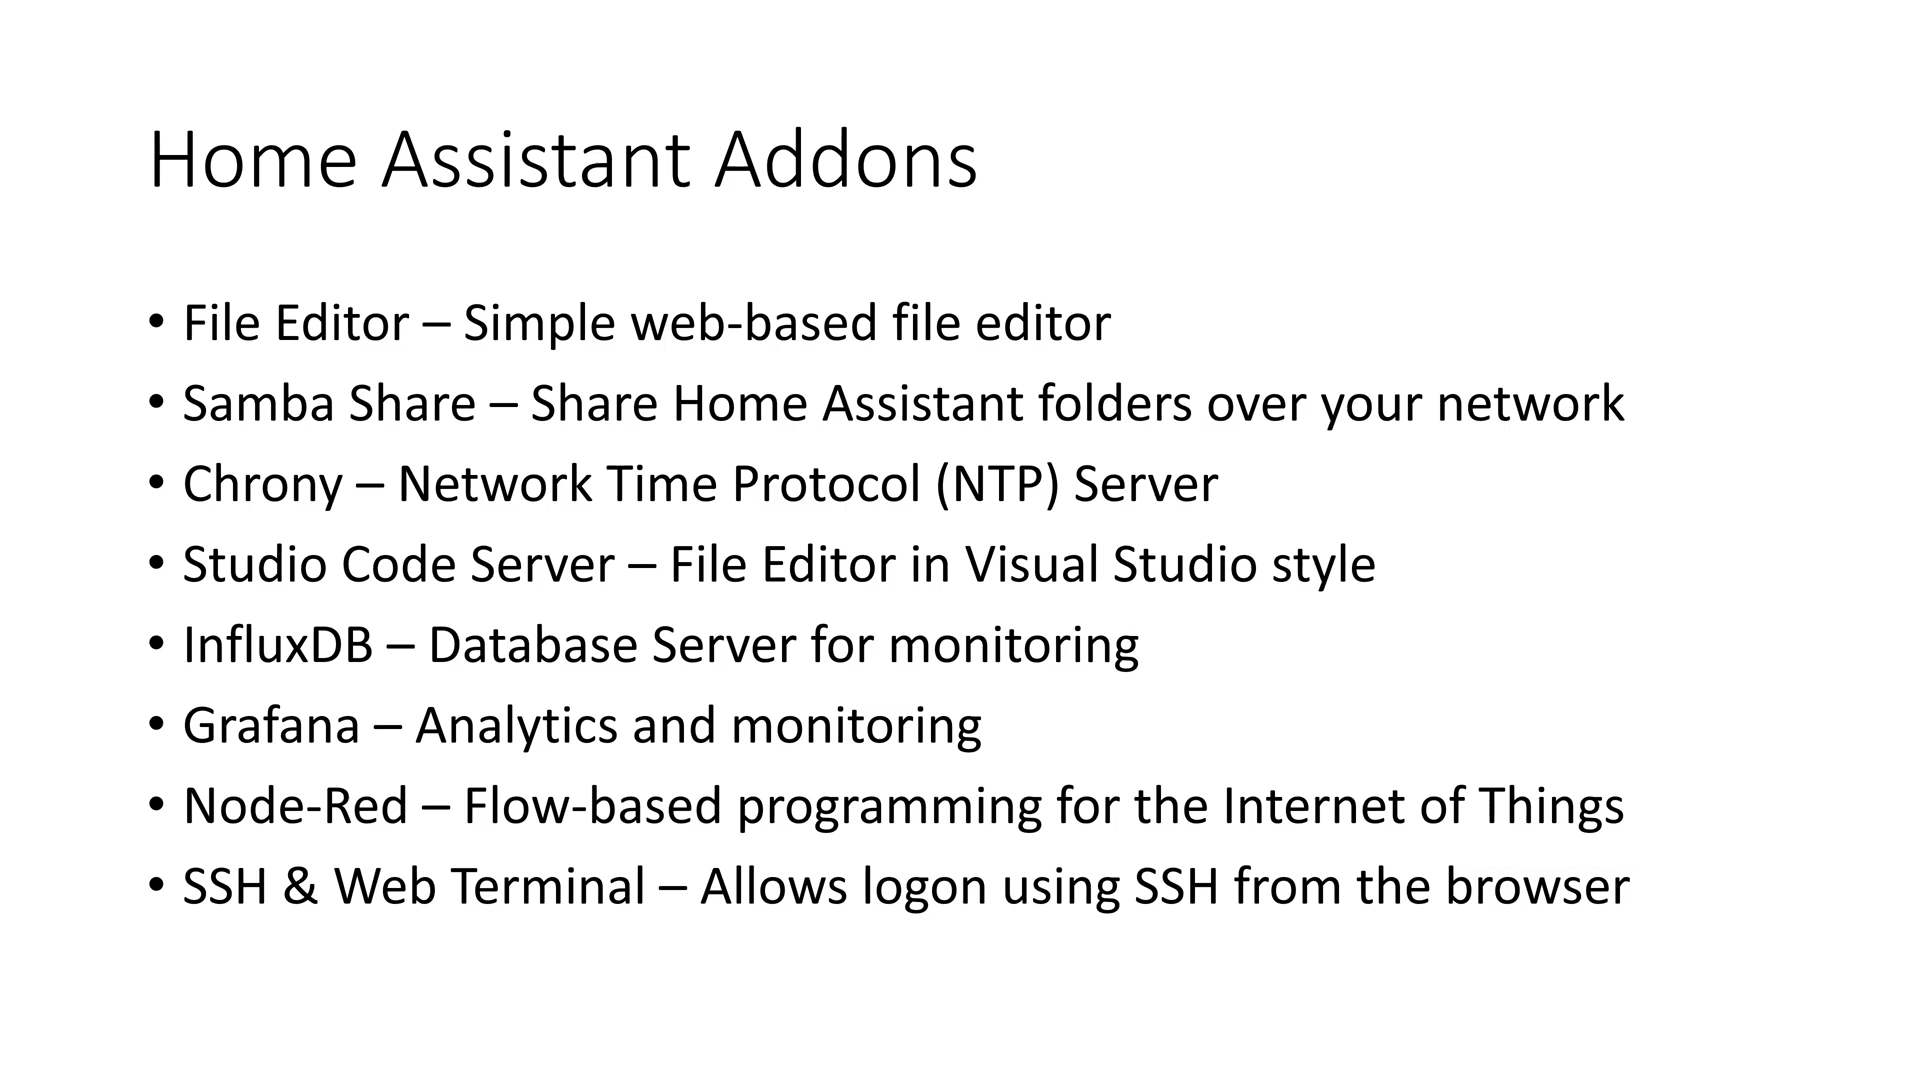 Home Assistant Addons
• File Editor – Simple web-based file editor
• Samba Share – Share Home Assistant folders over your network
• Chrony – Network Time Protocol (NTP) Server
• Studio Code Server – File Editor in Visual Studio style
• InfluxDB – Database Server for monitoring
• Grafana – Analytics and monitoring
• Node-Red – Flow-based programming for the Internet of Things
• SSH & Web Terminal – Allows logon using SSH from the browser